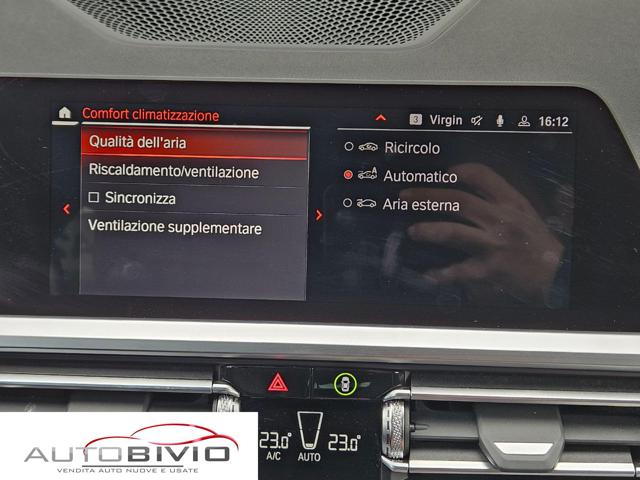 Comfort climatizzazione
3 Virgin 16:12
Qualità dell'aria
Riscaldamento/ventilazione
Sincronizza
Ventilazione supplementare
Ricircolo
Automatico
Aria esterna
23.0° 23.0°
A/C AUTO
AUTOBIVIO
VENDITA AUTO NUOVE E USATE